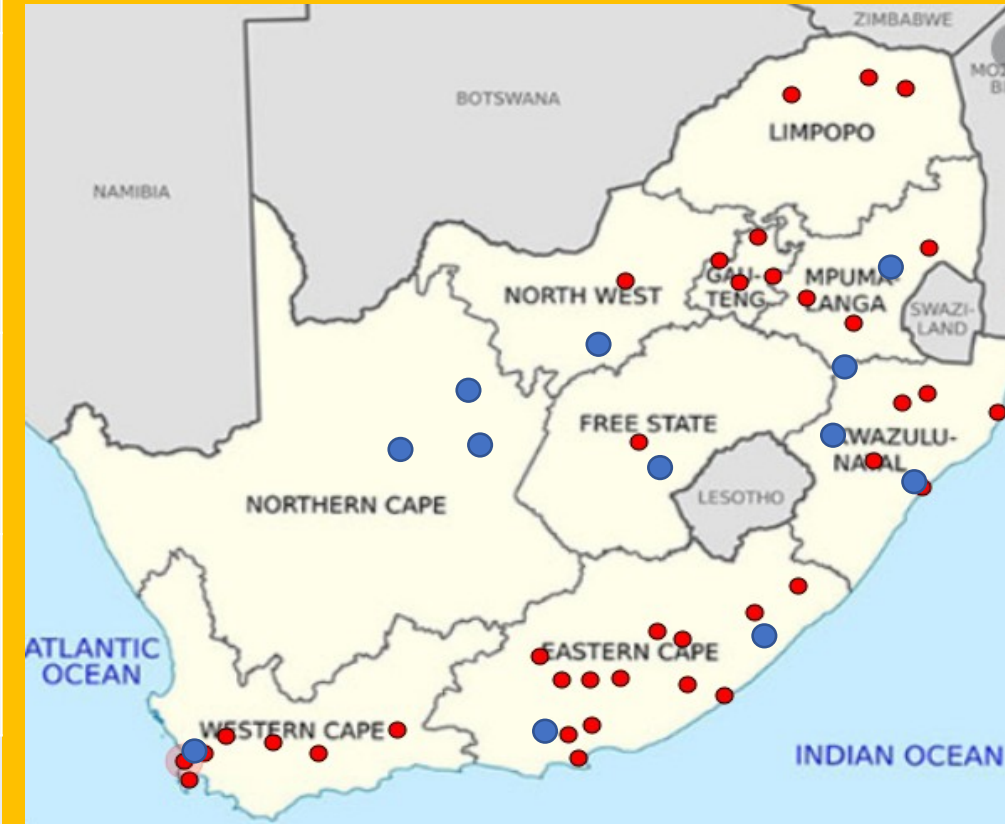 ZIMBABWE
BOTSWANA
LIMPOPO
NAMIBIA
GAU-
TENG
MPUMA-
LANGA
NORTH WEST
SWAZI-
LAND
FREE STATE
KWAZULU-
NATAL
LESOTHO
NORTHERN CAPE
ATLANTIC
OCEAN
EASTERN CAPE
WESTERN CAPE
INDIAN OCEAN